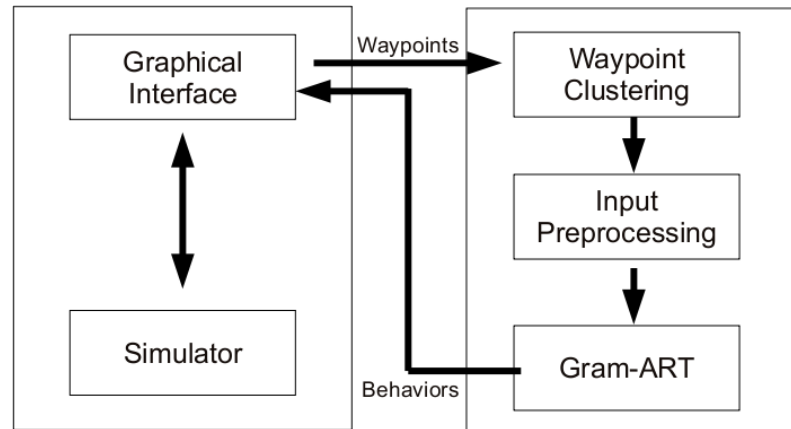 Graphical
Interface
Waypoints
Waypoint
Clustering
Input
Preprocessing
Simulator
Behaviors
Gram-ART